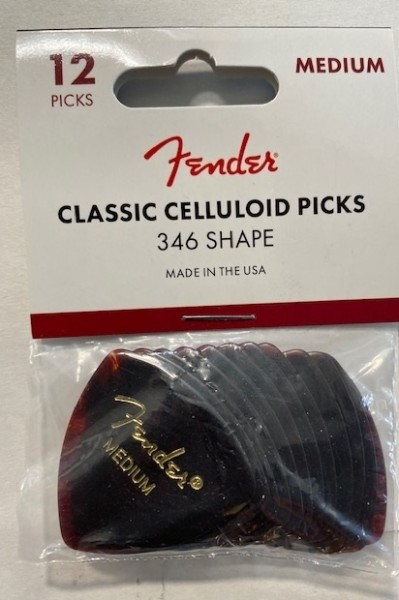 12
PICKS
MEDIUM
Fender®
CLASSIC CELLULOID PICKS
346 SHAPE
MADE IN THE USA
Fender®
MEDIUM